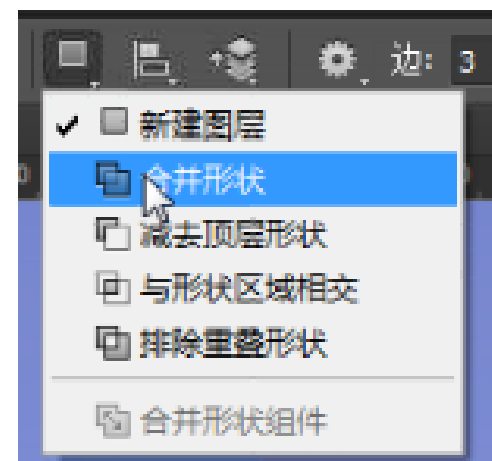 边: 3
新建图层
合并形状
减去顶层形状
与形状区域相交
排除重叠形状
合并形状组件